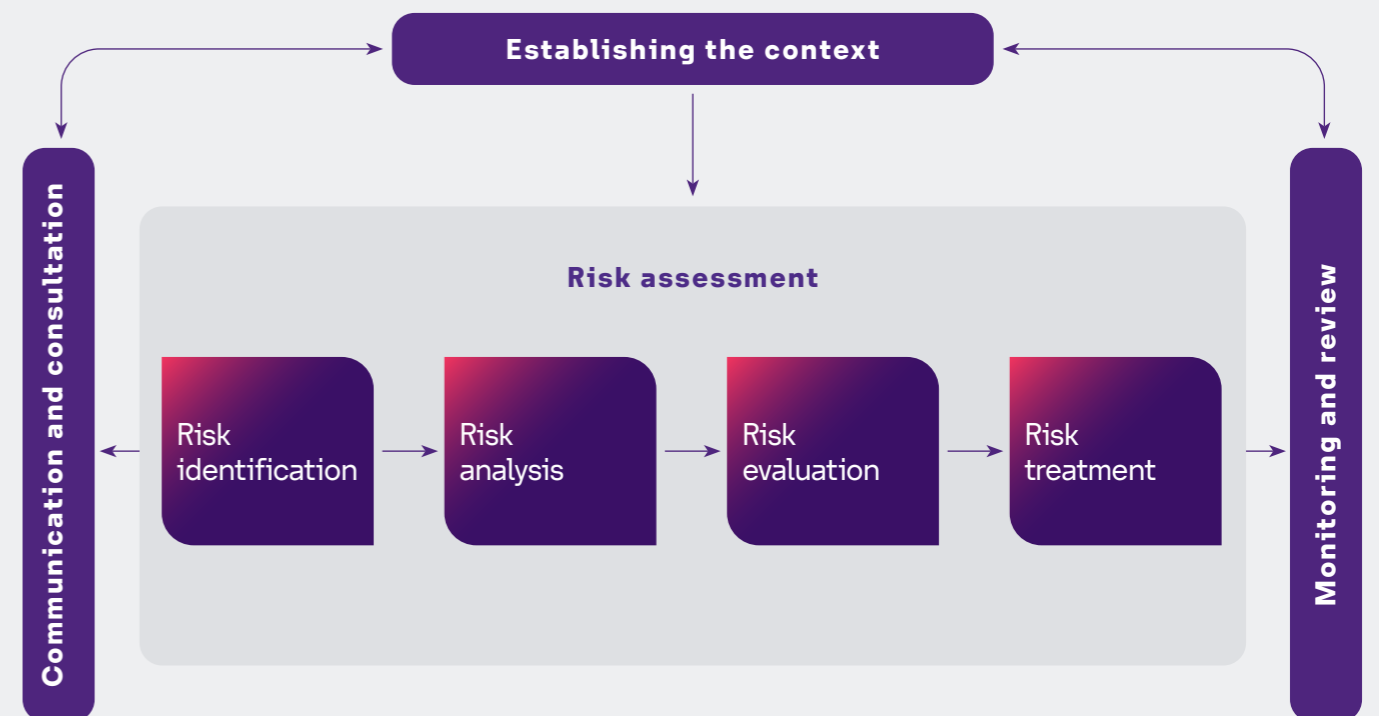 Establishing the context
Communication and consultation
Risk assessment
Risk
identification
Risk
analysis
Risk
evaluation
Risk
treatment
Monitoring and review